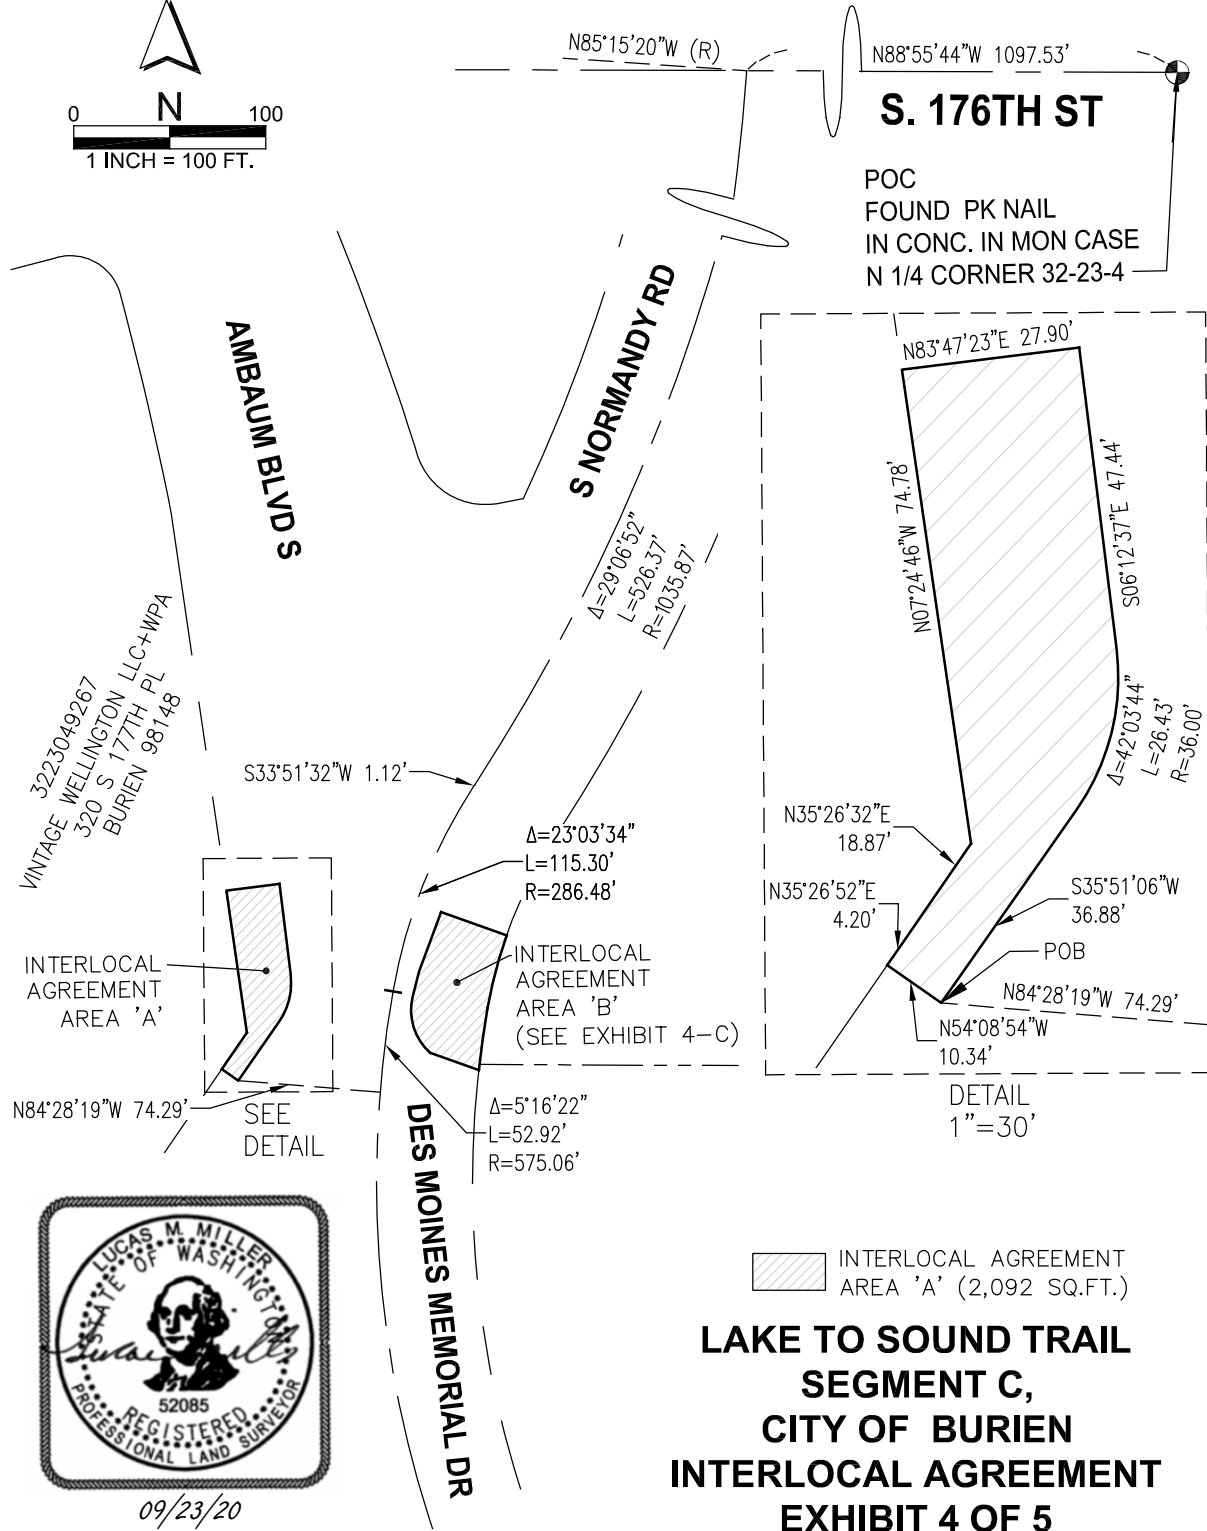 N85°15'20"W (R)
N88°55'44"W 1097.53'
S. 176TH ST
0
N
100
1 INCH = 100 FT.
POC
FOUND PK NAIL
IN CONC. IN MON CASE
N 1/4 CORNER 32-23-4
AMBAUM BLVD S
S NORMANDY RD
N83°47'23"E 27.90'
N07°24'46"W 74.78'
S06°12'37"E 47.44'
Δ=29°06'52"
L=526.37'
R=1035.87'
3223049267
VINTAGE WELLINGTON LLC+WPA
320 S 177TH PL
BURIEN 98148
Δ=42°03'44"
L=26.43'
R=36.00'
S33°51'32"W 1.12'
Δ=23°03'34"
L=115.30'
R=286.48'
N35°26'32"E
18.87'
N35°26'52"E
4.20'
S35°51'06"W
36.88'
POB
N84°28'19"W 74.29'
N54°08'54"W
10.34'
INTERLOCAL
AGREEMENT
AREA 'A'
INTERLOCAL
AGREEMENT
AREA 'B'
(SEE EXHIBIT 4-C)
N84°28'19"W 74.29'
SEE
DETAIL
Δ=5°16'22"
L=52.92'
R=575.06'
DETAIL
1"=30'
DES MOINES MEMORIAL DR
LUCAS M. MILLER
STATE OF WASHINGTON
52085
REGISTERED
PROFESSIONAL LAND SURVEYOR
09/23/20
INTERLOCAL AGREEMENT
AREA 'A' (2,092 SQ.FT.)
LAKE TO SOUND TRAIL
SEGMENT C,
CITY OF BURIEN
INTERLOCAL AGREEMENT
EXHIBIT 4 OF 5